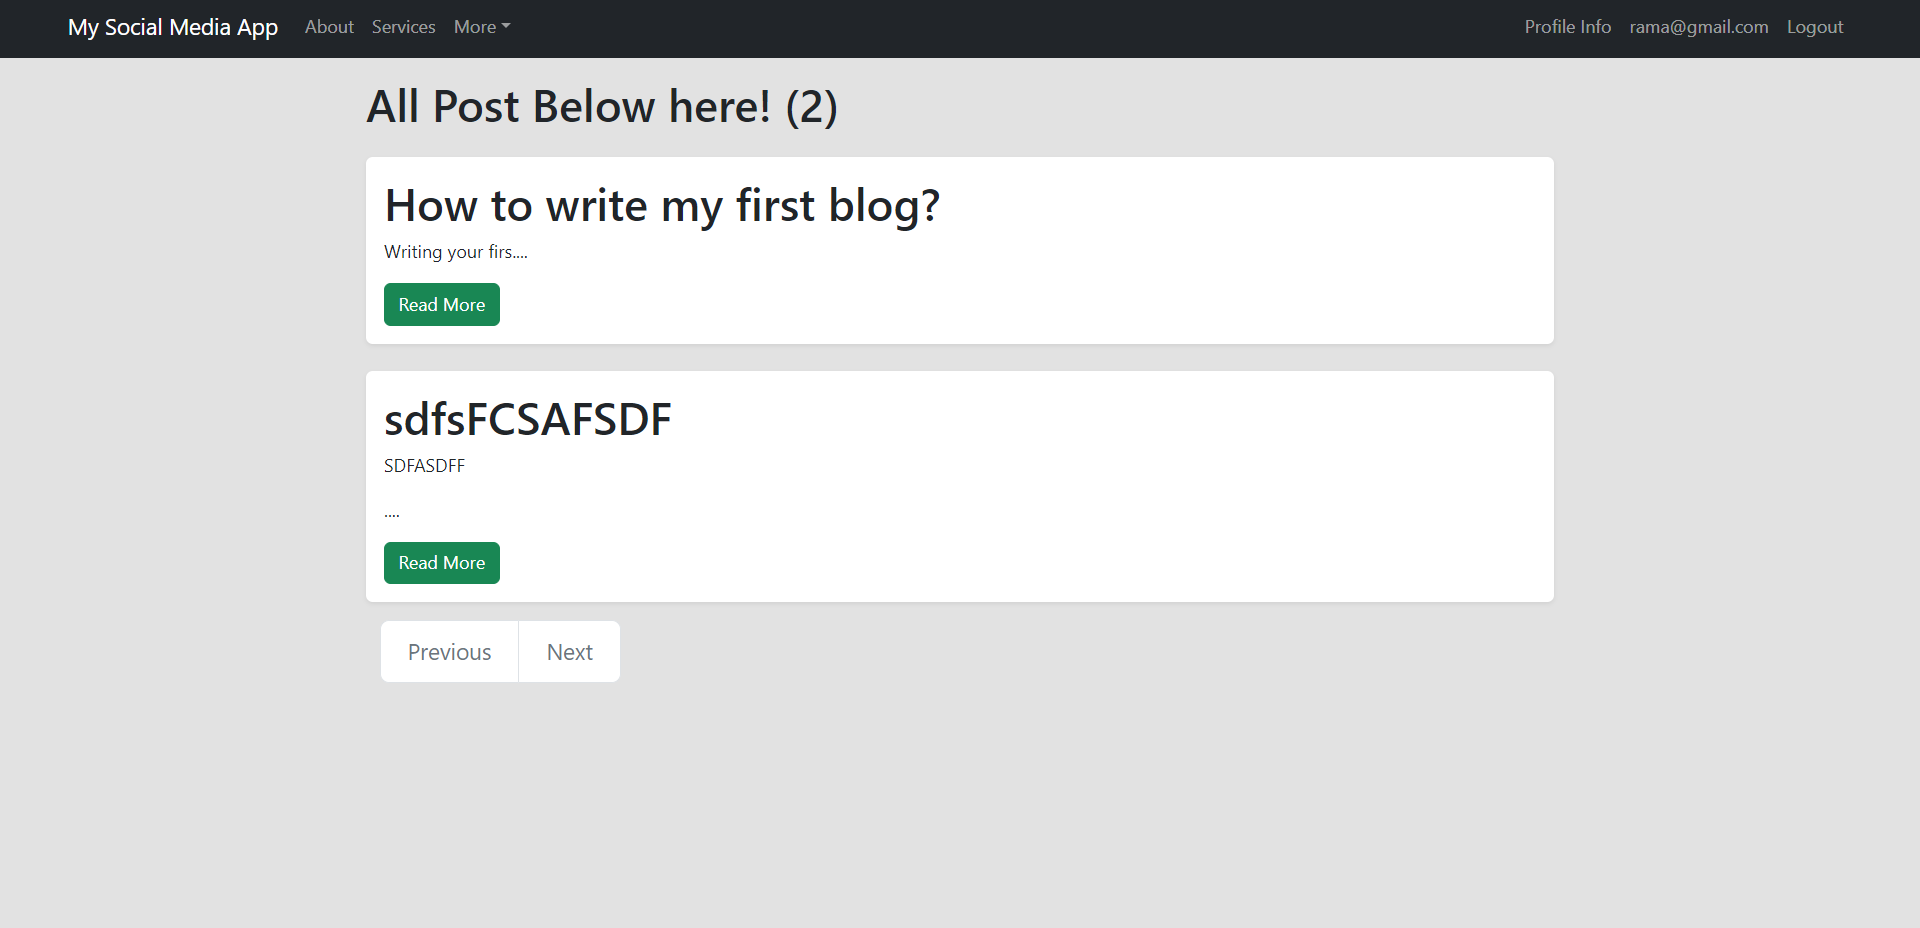 My Social Media App About Services More Profile Info rama@gmail.com Logout
All Post Below here! (2)
How to write my first blog?
Writing your firs....
Read More
sdfsFCSAFSDF
SDFASDFF
....
Read More
Previous Next